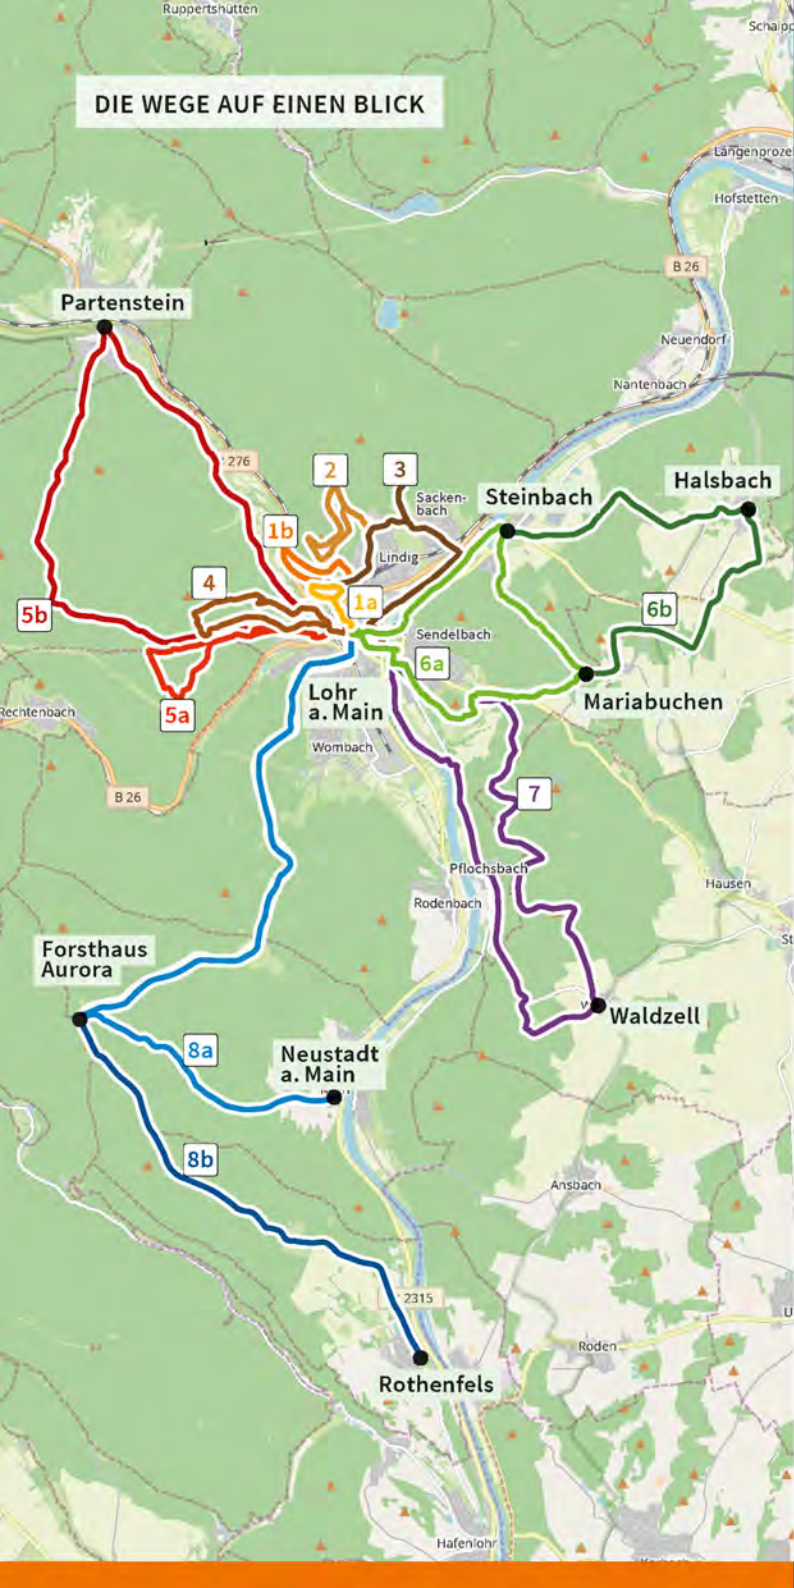 Ruppertshütten
DIE WEGE AUF EINEN BLICK
Hofstetten
B 26
Partenstein
Neuendorf
Nantenbach
276
2
3
Halsbach
Sacken-
bach
Steinbach
1b
Lindig
4
1a
5b
6b
Sendelbach
6a
Mariabuchen
Lohr
a. Main
5a
Rechtenbach
Wombach
B 26
7
Pflochsbach
Hausen
Rodenbach
Forsthaus
Aurora
Waldzell
8a
Neustadt
a. Main
8b
Ansbach
2315
Roden
Rothenfels
Hafenlohr